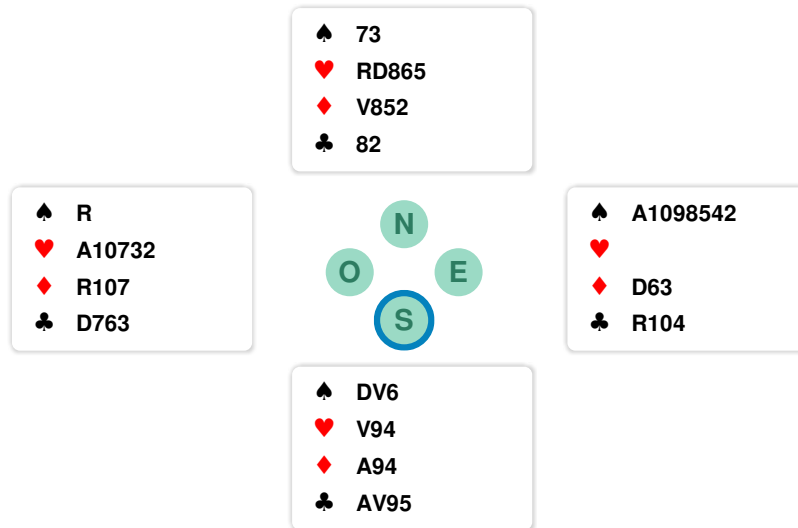 ♠ 73
♥ RD865
♦ V852
♣ 82
♠ R
♥ A10732
♦ R107
♣ D763
N
O E
S
♠ A1098542
♥
♦ D63
♣ R104
♠ DV6
♥ V94
♦ A94
♣ AV95